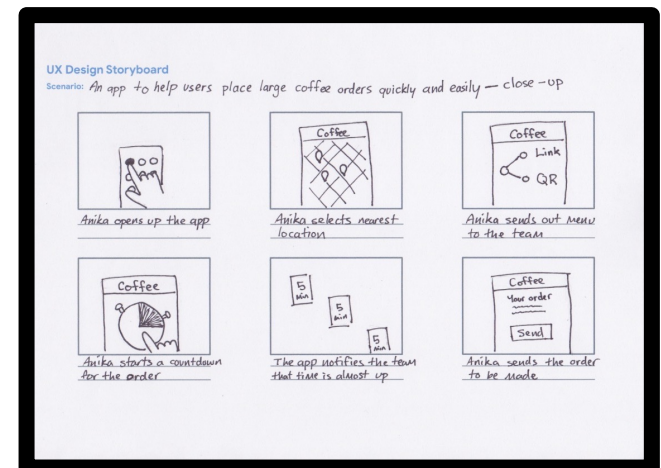 UX Design Storyboard
Scenario: An app to help users place large coffee orders quickly and easily — close-up
Anika opens up the app
Coffee
Anika selects nearest
location
Coffee
Link
QR
Anika sends out menu
to the team
Coffee
Anika starts a countdown
for the order
5
min
5
min
5
min
The app notifies the team
that time is almost up
Coffee
Your order
Send
Anika sends the order
to be made